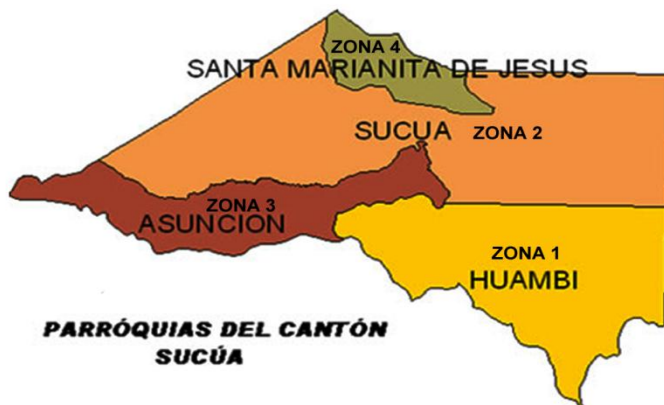 ZONA 4
SANTA MARIANITA DE JESUS
SUCUA ZONA 2
ZONA 3
ASUNCION
ZONA 1
HUAMBI
PARRÓQUIAS DEL CANTÓN
SUCÚA